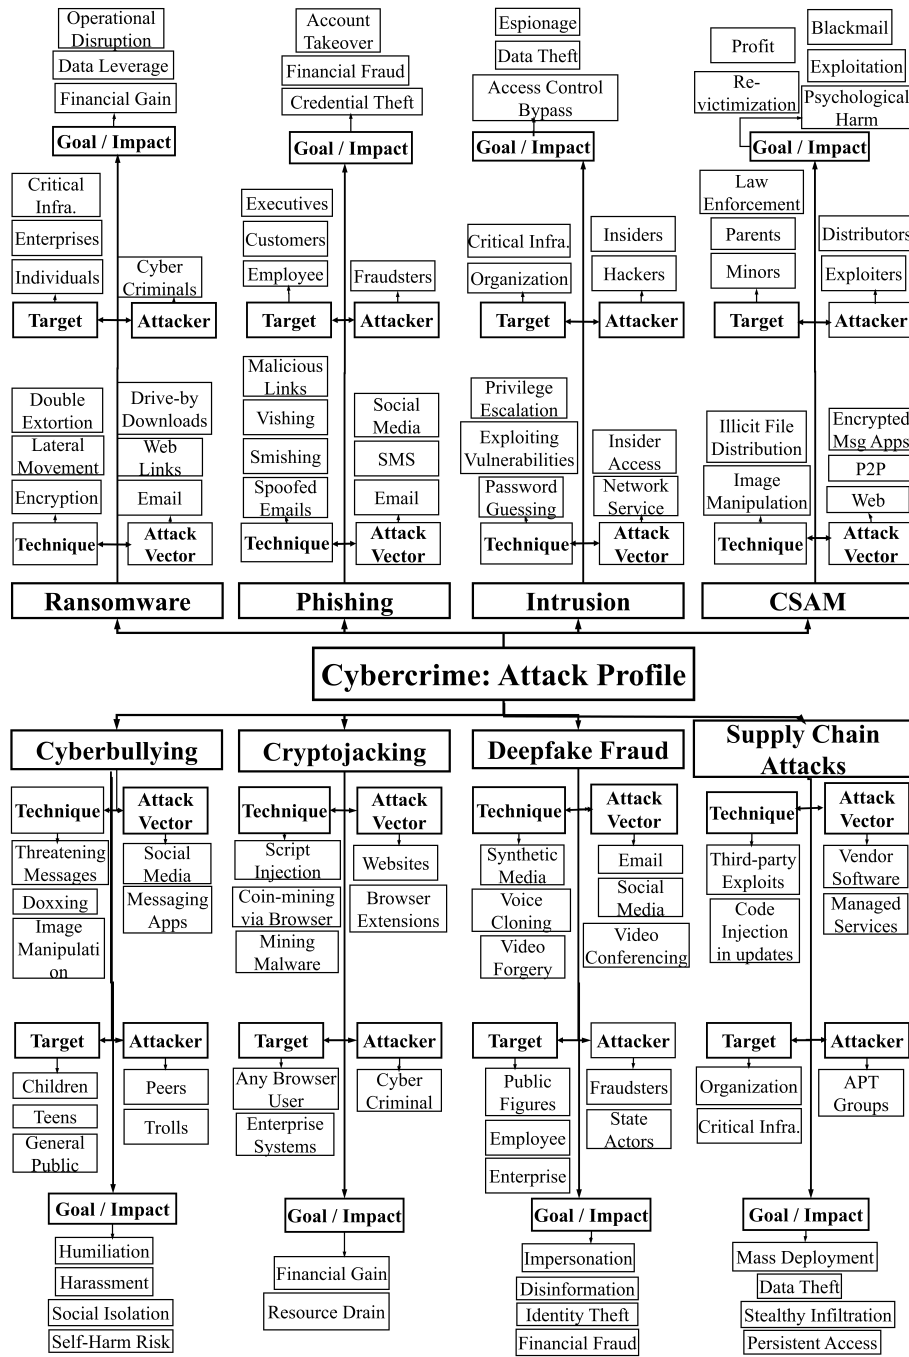 Operational
Disruption
Data Leverage
Financial Gain
Goal / Impact
Critical
Infra.
Enterprises
Individuals
Cyber
Criminals
Target
Attacker
Double
Extortion
Lateral
Movement
Encryption
Drive-by
Downloads
Web
Links
Email
Technique
Attack
Vector
Ransomware
Account
Takeover
Financial Fraud
Credential Theft
Goal / Impact
Executives
Customers
Employee
Fraudsters
Target
Attacker
Malicious
Links
Vishing
Smishing
Spoofed
Emails
Social
Media
SMS
Email
Technique
Attack
Vector
Phishing
Espionage
Data Theft
Access Control
Bypass
Goal / Impact
Critical Infra.
Organization
Insiders
Hackers
Target
Attacker
Privilege
Escalation
Exploiting
Vulnerabilities
Password
Guessing
Insider
Access
Network
Service
Technique
Attack
Vector
Intrusion
Profit
Re-
victimization
Blackmail
Exploitation
Psychological
Harm
Goal / Impact
Law
Enforcement
Parents
Minors
Distributors
Exploiters
Target
Attacker
Illicit File
Distribution
Image
Manipulation
Encrypted
Msg Apps
P2P
Web
Technique
Attack
Vector
CSAM
Cybercrime: Attack Profile
Cyberbullying
Technique
Attack
Vector
Threatening
Messages
Doxxing
Image
Manipulati
on
Social
Media
Messaging
Apps
Target
Attacker
Children
Teens
General
Public
Peers
Trolls
Goal / Impact
Humiliation
Harassment
Social Isolation
Self-Harm Risk
Cryptojacking
Technique
Attack
Vector
Script
Injection
Coin-mining
via Browser
Mining
Malware
Websites
Browser
Extensions
Target
Attacker
Any Browser
User
Enterprise
Systems
Cyber
Criminal
Goal / Impact
Financial Gain
Resource Drain
Deepfake Fraud
Technique
Attack
Vector
Synthetic
Media
Voice
Cloning
Video
Forgery
Email
Social
Media
Video
Conferencing
Target
Attacker
Public
Figures
Employee
Enterprise
Fraudsters
State
Actors
Goal / Impact
Impersonation
Disinformation
Identity Theft
Financial Fraud
Supply Chain
Attacks
Technique
Attack
Vector
Third-party
Exploits
Code
Injection
in updates
Vendor
Software
Managed
Services
Target
Attacker
Organization
Critical Infra.
APT
Groups
Goal / Impact
Mass Deployment
Data Theft
Stealthy Infiltration
Persistent Access